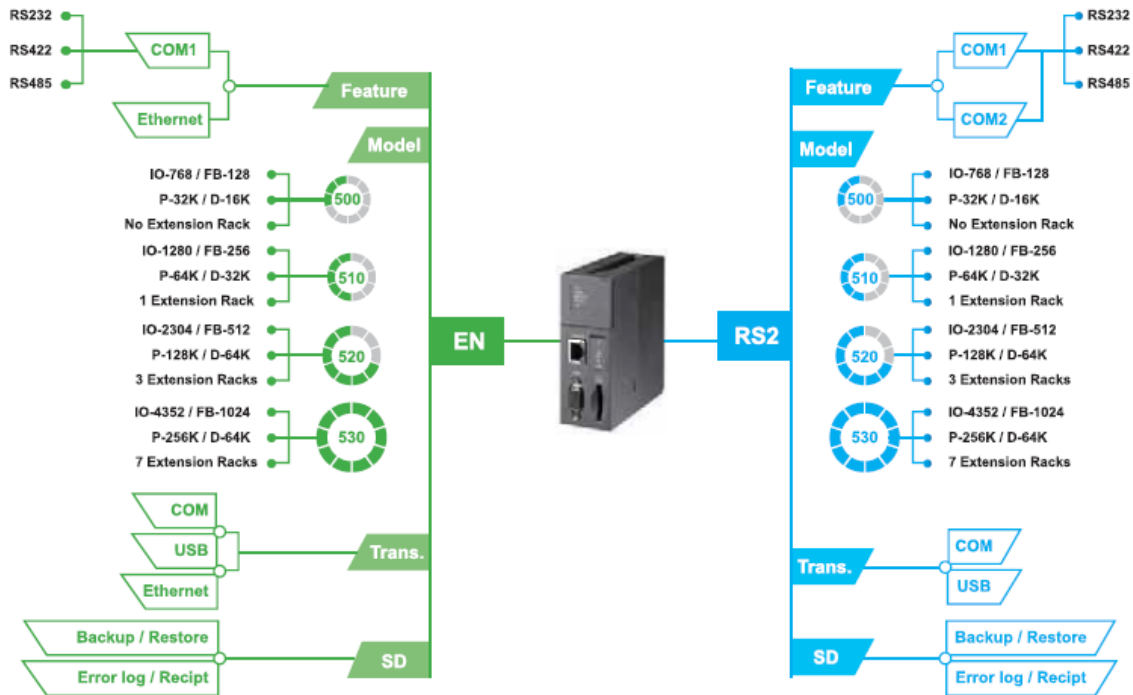 RS232
RS422
RS485
COM1
Ethernet
Feature
Model
IO-768 / FB-128
P-32K / D-16K
No Extension Rack
500
IO-1280 / FB-256
P-64K / D-32K
1 Extension Rack
510
IO-2304 / FB-512
P-128K / D-64K
3 Extension Racks
520
IO-4352 / FB-1024
P-256K / D-64K
7 Extension Racks
530
EN
COM
USB
Ethernet
Trans.
Backup / Restore
Error log / Recipt
SD
RS232
RS422
RS485
COM1
COM2
Feature
Model
500
IO-768 / FB-128
P-32K / D-16K
No Extension Rack
510
IO-1280 / FB-256
P-64K / D-32K
1 Extension Rack
RS2
520
IO-2304 / FB-512
P-128K / D-64K
3 Extension Racks
530
IO-4352 / FB-1024
P-256K / D-64K
7 Extension Racks
Trans.
COM
USB
SD
Backup / Restore
Error log / Recipt